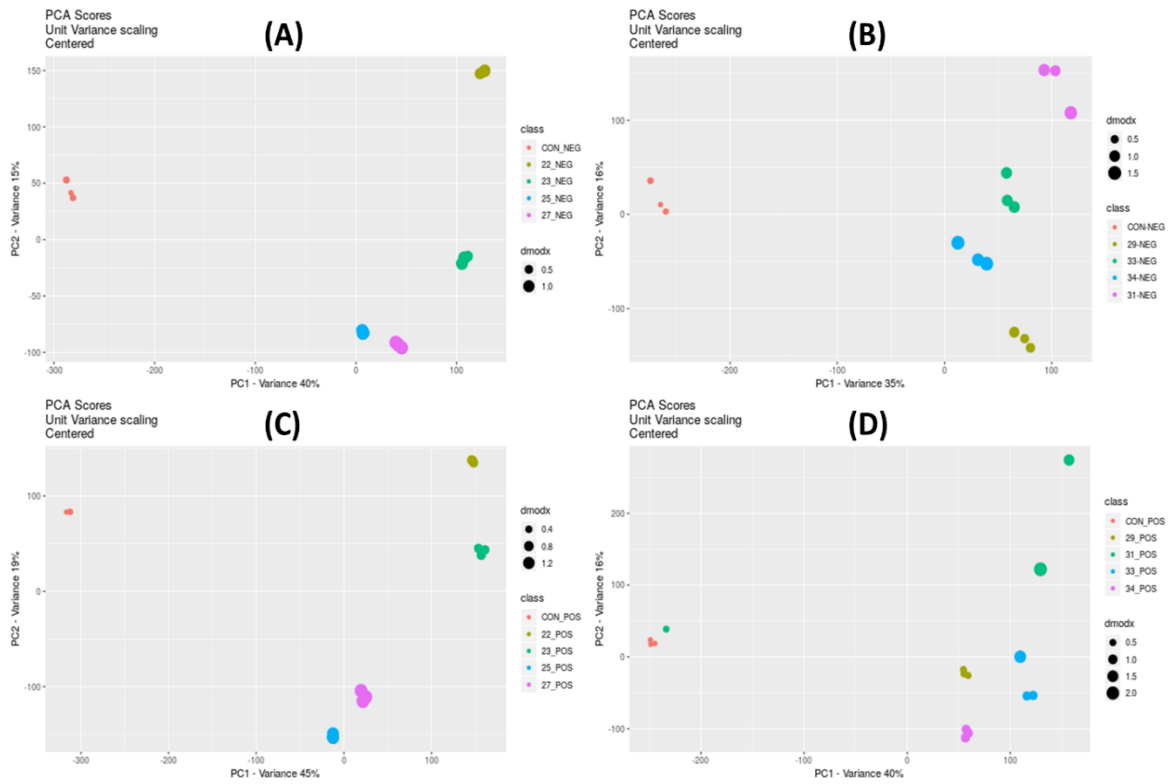 PCA Scores
Unit Variance scaling
Centered
(A)
150
100
50
0
-50
-100
PC2 - Variance 15%
-300
-200
-100
0
100
PC1 - Variance 40%
class
CON_NEG
22_NEG
23_NEG
25_NEG
27_NEG
dmodx
0.5
1.0
PCA Scores
Unit Variance scaling
Centered
(B)
100
0
-100
PC2 - Variance 16%
-200
-100
0
100
PC1 - Variance 35%
dmodx
0.5
1.0
1.5
class
CON-NEG
29-NEG
33-NEG
34-NEG
31-NEG
PCA Scores
Unit Variance scaling
Centered
(C)
100
0
-100
PC2 - Variance 19%
-300
-200
-100
0
100
PC1 - Variance 45%
dmodx
0.4
0.8
1.2
class
CON_POS
22_POS
23_POS
25_POS
27_POS
PCA Scores
Unit Variance scaling
Centered
(D)
200
100
0
-100
PC2 - Variance 16%
-200
-100
0
100
PC1 - Variance 40%
class
CON_POS
29_POS
31_POS
33_POS
34_POS
dmodx
0.5
1.0
1.5
2.0